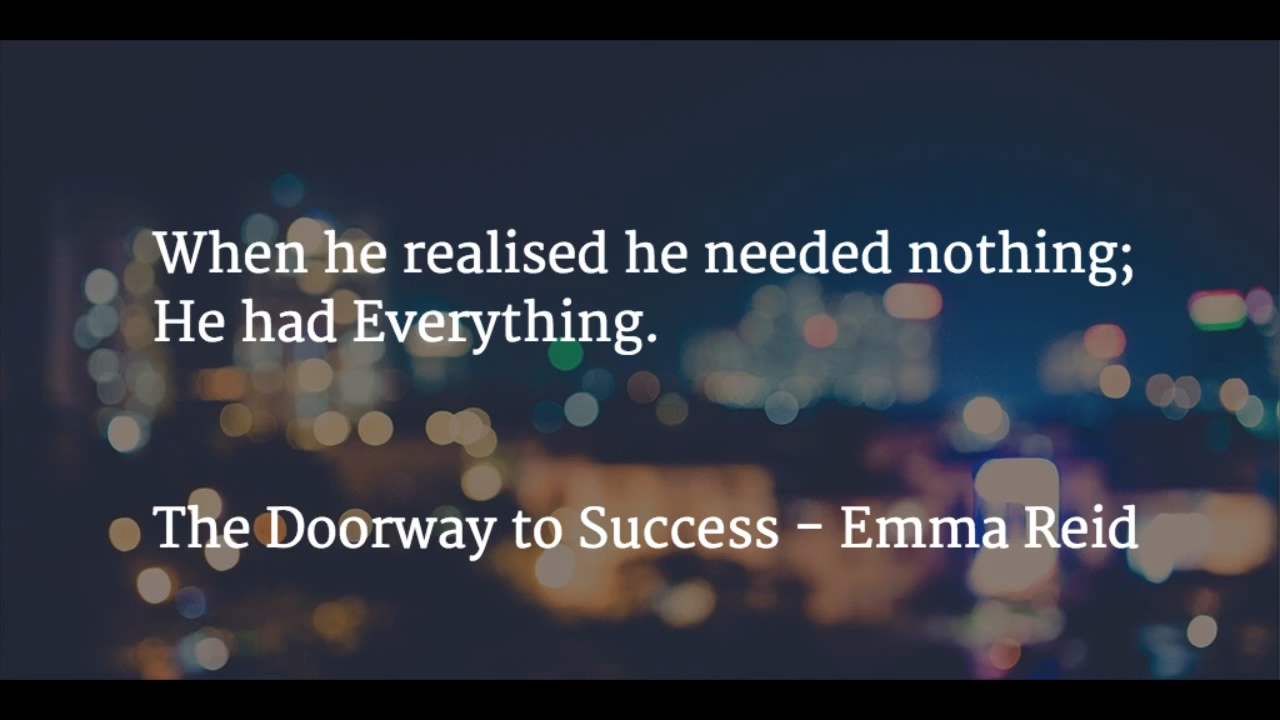 When he realised he needed nothing;
He had Everything.
The Doorway to Success - Emma Reid